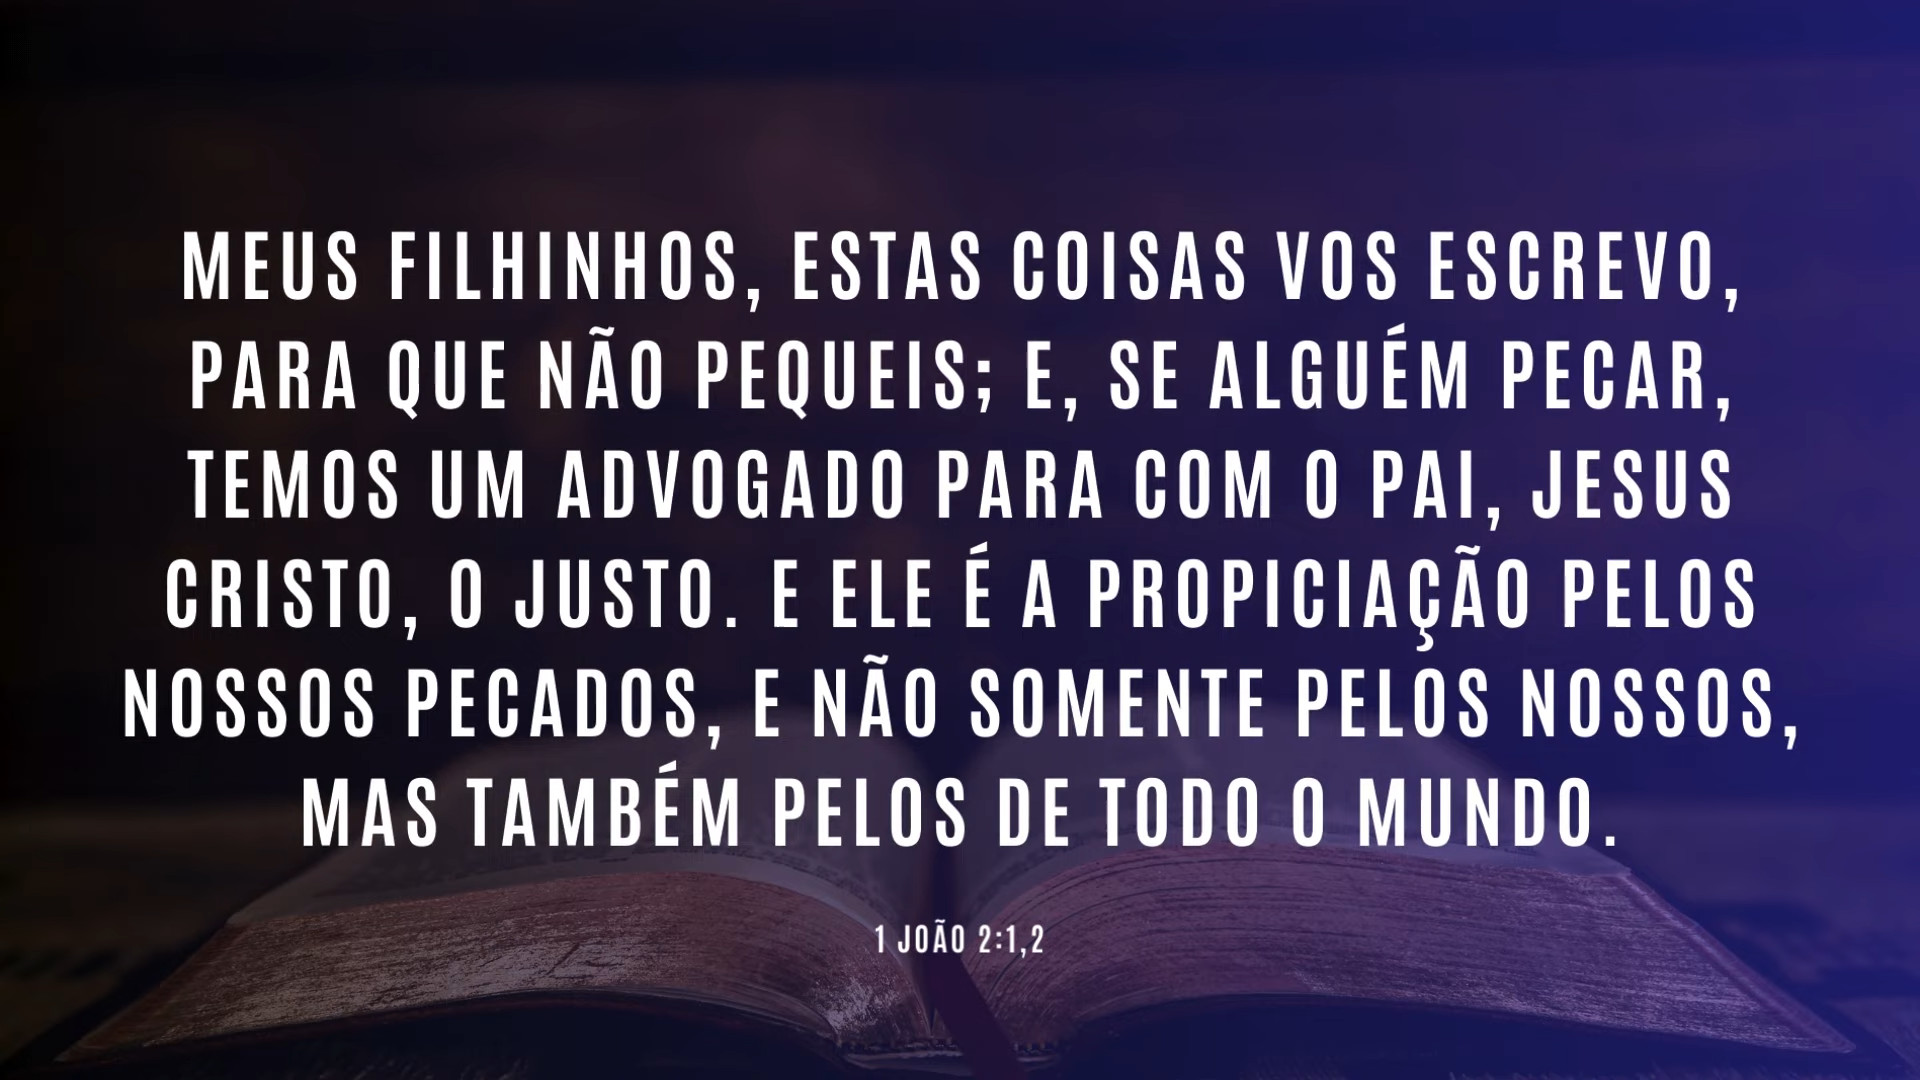 MEUS FILHINHOS, ESTAS COISAS VOS ESCREVO,
PARA QUE NÃO PEQUEIS; E, SE ALGUÉM PECAR,
TEMOS UM ADVOGADO PARA COM O PAI, JESUS
CRISTO, O JUSTO. E ELE É A PROPICIAÇÃO PELOS
NOSSOS PECADOS, E NÃO SOMENTE PELOS NOSSOS,
MAS TAMBÉM PELOS DE TODO O MUNDO.
1 JOÃO 2:1,2